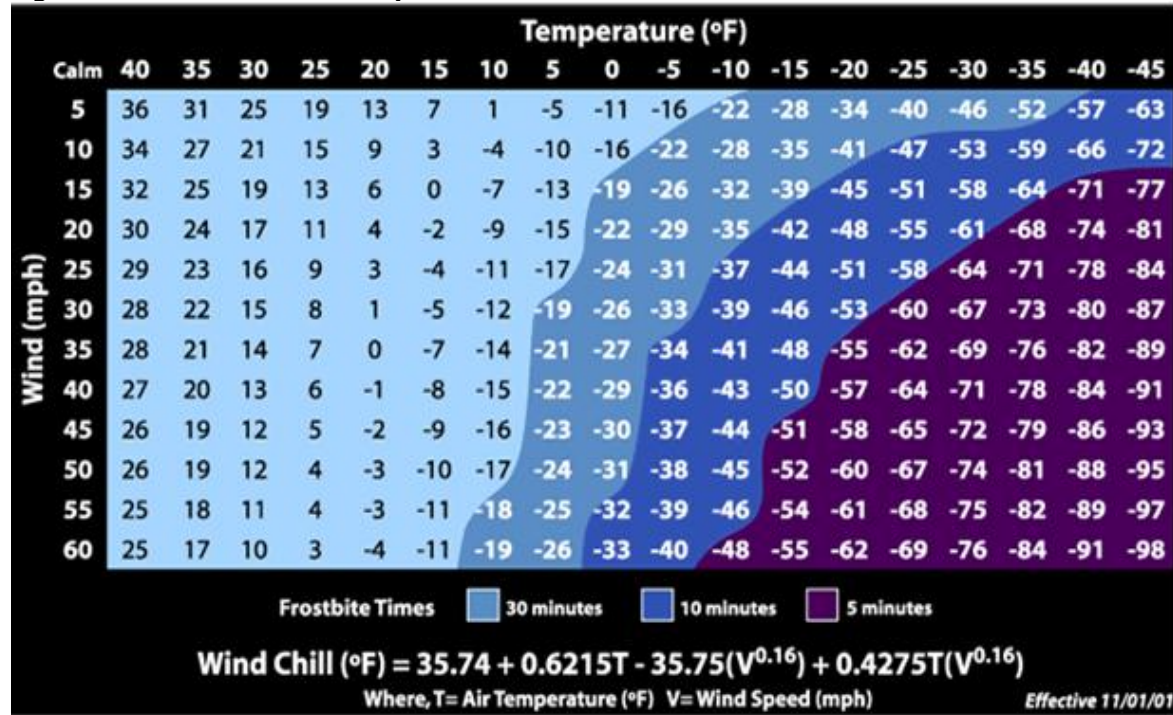 Temperature (ºF)
Calm 40 35 30 25 20 15 10 5 0 -5 -10 -15 -20 -25 -30 -35 -40 -45
5 36 31 25 19 13 7 1 -5 -11 -16 -22 -28 -34 -40 -46 -52 -57 -63
10 34 27 21 15 9 3 -4 -10 -16 -22 -28 -35 -41 -47 -53 -59 -66 -72
15 32 25 19 13 6 0 -7 -13 -19 -26 -32 -39 -45 -51 -58 -64 -71 -77
20 30 24 17 11 4 -2 -9 -15 -22 -29 -35 -42 -48 -55 -61 -68 -74 -81
25 29 23 16 9 3 -4 -11 -17 -24 -31 -37 -44 -51 -58 -64 -71 -78 -84
30 28 22 15 8 1 -5 -12 -19 -26 -33 -39 -46 -53 -60 -67 -73 -80 -87
35 28 21 14 7 0 -7 -14 -21 -27 -34 -41 -48 -55 -62 -69 -76 -82 -89
40 27 20 13 6 -1 -8 -15 -22 -29 -36 -43 -50 -57 -64 -71 -78 -84 -91
45 26 19 12 5 -2 -9 -16 -23 -30 -37 -44 -51 -58 -65 -72 -79 -86 -93
50 26 19 12 4 -3 -10 -17 -24 -31 -38 -45 -52 -60 -67 -74 -81 -88 -95
55 25 18 11 4 -3 -11 -18 -25 -32 -39 -46 -54 -61 -68 -75 -82 -89 -97
60 25 17 10 3 -4 -11 -19 -26 -33 -40 -48 -55 -62 -69 -76 -84 -91 -98
Wind (mph)
Frostbite Times 30 minutes 10 minutes 5 minutes
Wind Chill (ºF) = 35.74 + 0.6215T - 35.75(V^0.16) + 0.4275T(V^0.16)
Where, T= Air Temperature (ºF) V= Wind Speed (mph) Effective 11/01/01